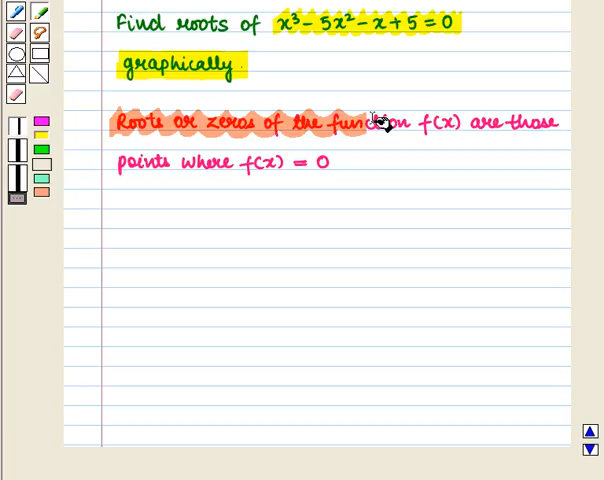 Find roots of x³ - 5x² - x + 5 = 0
graphically.
Roots or zeros of the function f(x) are those
points where f(x) = 0